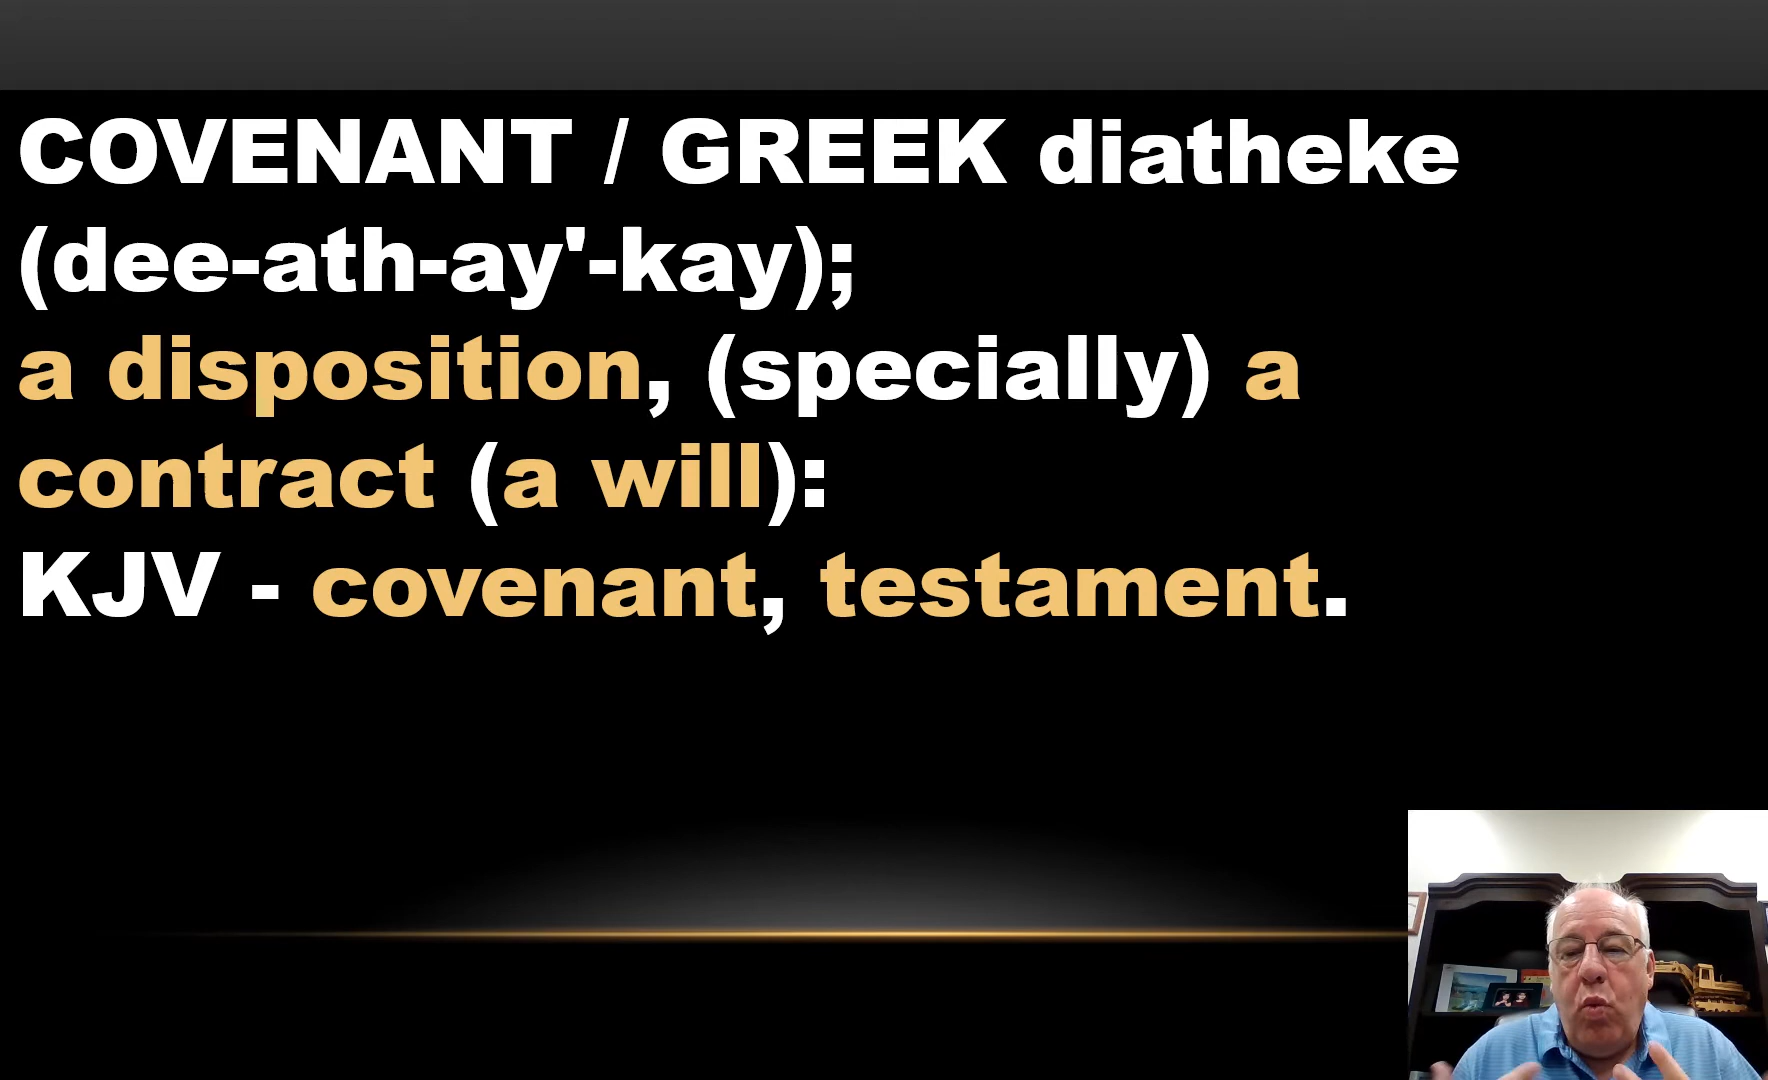 COVENANT / GREEK diatheke
(dee-ath-ay'-kay);
a disposition, (specially) a
contract (a will):
KJV - covenant, testament.